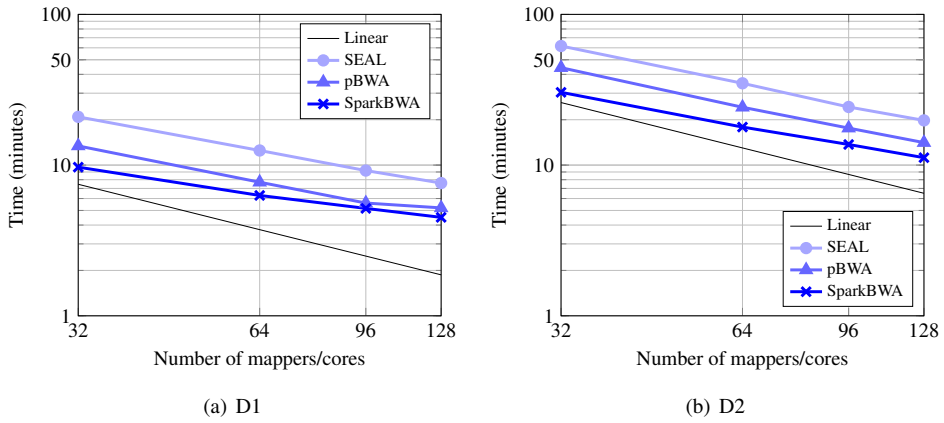 100
10
1
Time (minutes)
Linear
SEAL
pBWA
SparkBWA
32
64
96
128
Number of mappers/cores
(a) D1
100
50
10
1
Time (minutes)
Linear
SEAL
pBWA
SparkBWA
32
64
96
128
Number of mappers/cores
(b) D2